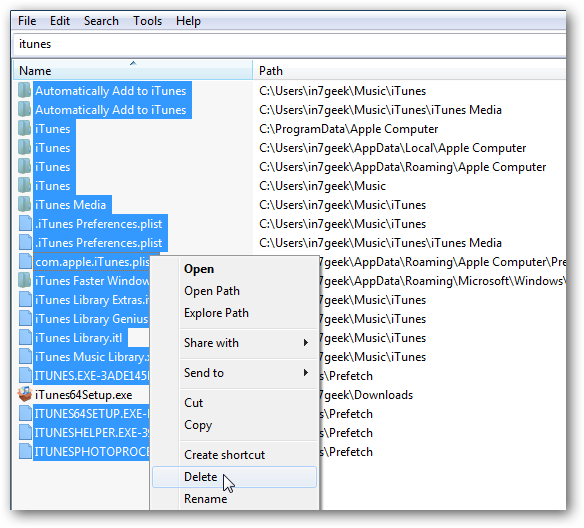 File Edit Search Tools Help
itunes
Name Path
Automatically Add to iTunes C:\Users\in7geek\Music\iTunes
Automatically Add to iTunes C:\Users\in7geek\Music\iTunes\iTunes Media
iTunes C:\ProgramData\Apple Computer
iTunes C:\Users\in7geek\AppData\Local\Apple Computer
iTunes C:\Users\in7geek\AppData\Roaming\Apple Computer
iTunes C:\Users\in7geek\Music
iTunes Media C:\Users\in7geek\Music\iTunes
.iTunes Preferences.plist C:\Users\in7geek\Music\iTunes
.iTunes Preferences.plist C:\Users\in7geek\Music\iTunes\iTunes Media
com.apple.iTunes.plis geek\AppData\Roaming\Apple Computer\Pre
iTunes Faster Window geek\AppData\Roaming\Microsoft\Windows\
iTunes Library Extras.i geek\Music\iTunes
iTunes Library Genius geek\Music\iTunes
iTunes Library.itl geek\Music\iTunes
iTunes Music Library.x geek\Music\iTunes
ITUNES.EXE-3ADE145 s\Prefetch
iTunes64Setup.exe 7geek\Downloads
ITUNES64SETUP.EXE- s\Prefetch
ITUNESHELPER.EXE-3 s\Prefetch
ITUNESPHOTOPROCE s\Prefetch
Open
Open Path
Explore Path
Share with
Send to
Cut
Copy
Create shortcut
Delete
Rename